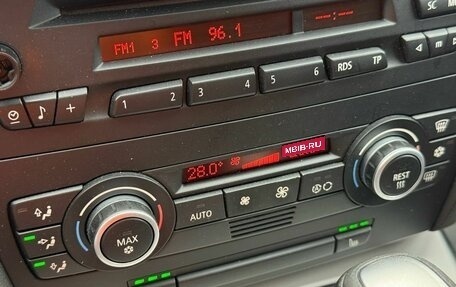 FM1 3 FM 96.1
SC M
m
1 2 3 4 5 6 RDS TP
28.0° MGIB·RU
MAX AUTO REST